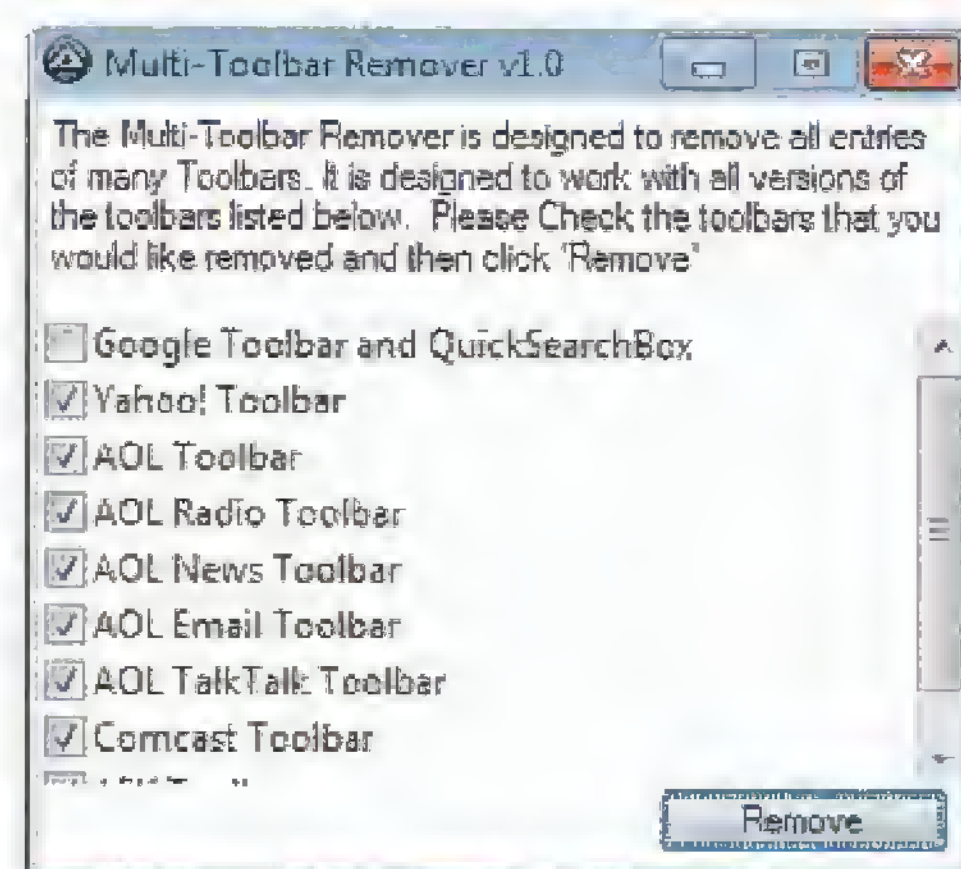 Multi-Toolbar Remover v1.0
The Multi-Toolbar Remover is designed to remove all entries
of many Toolbars. It is designed to work with all versions of
the toolbars listed below. Please Check the toolbars that you
would like removed and then click 'Remove'
Google Toolbar and QuickSearchBox
Yahoo! Toolbar
AOL Toolbar
AOL Radio Toolbar
AOL News Toolbar
AOL Email Toolbar
AOL TalkTalk Toolbar
Comcast Toolbar
Remove